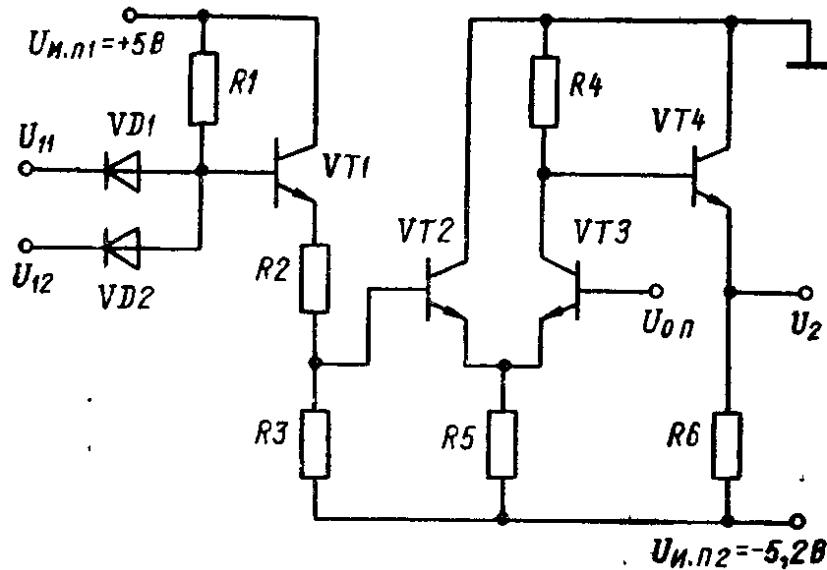 Uи.п1=+5В
R1
R4
U11
VD1
VT1
VT4
U12
VD2
R2
VT2
VT3
Uоп
U2
R3
R5
R6
Uи.п2=-5,2В